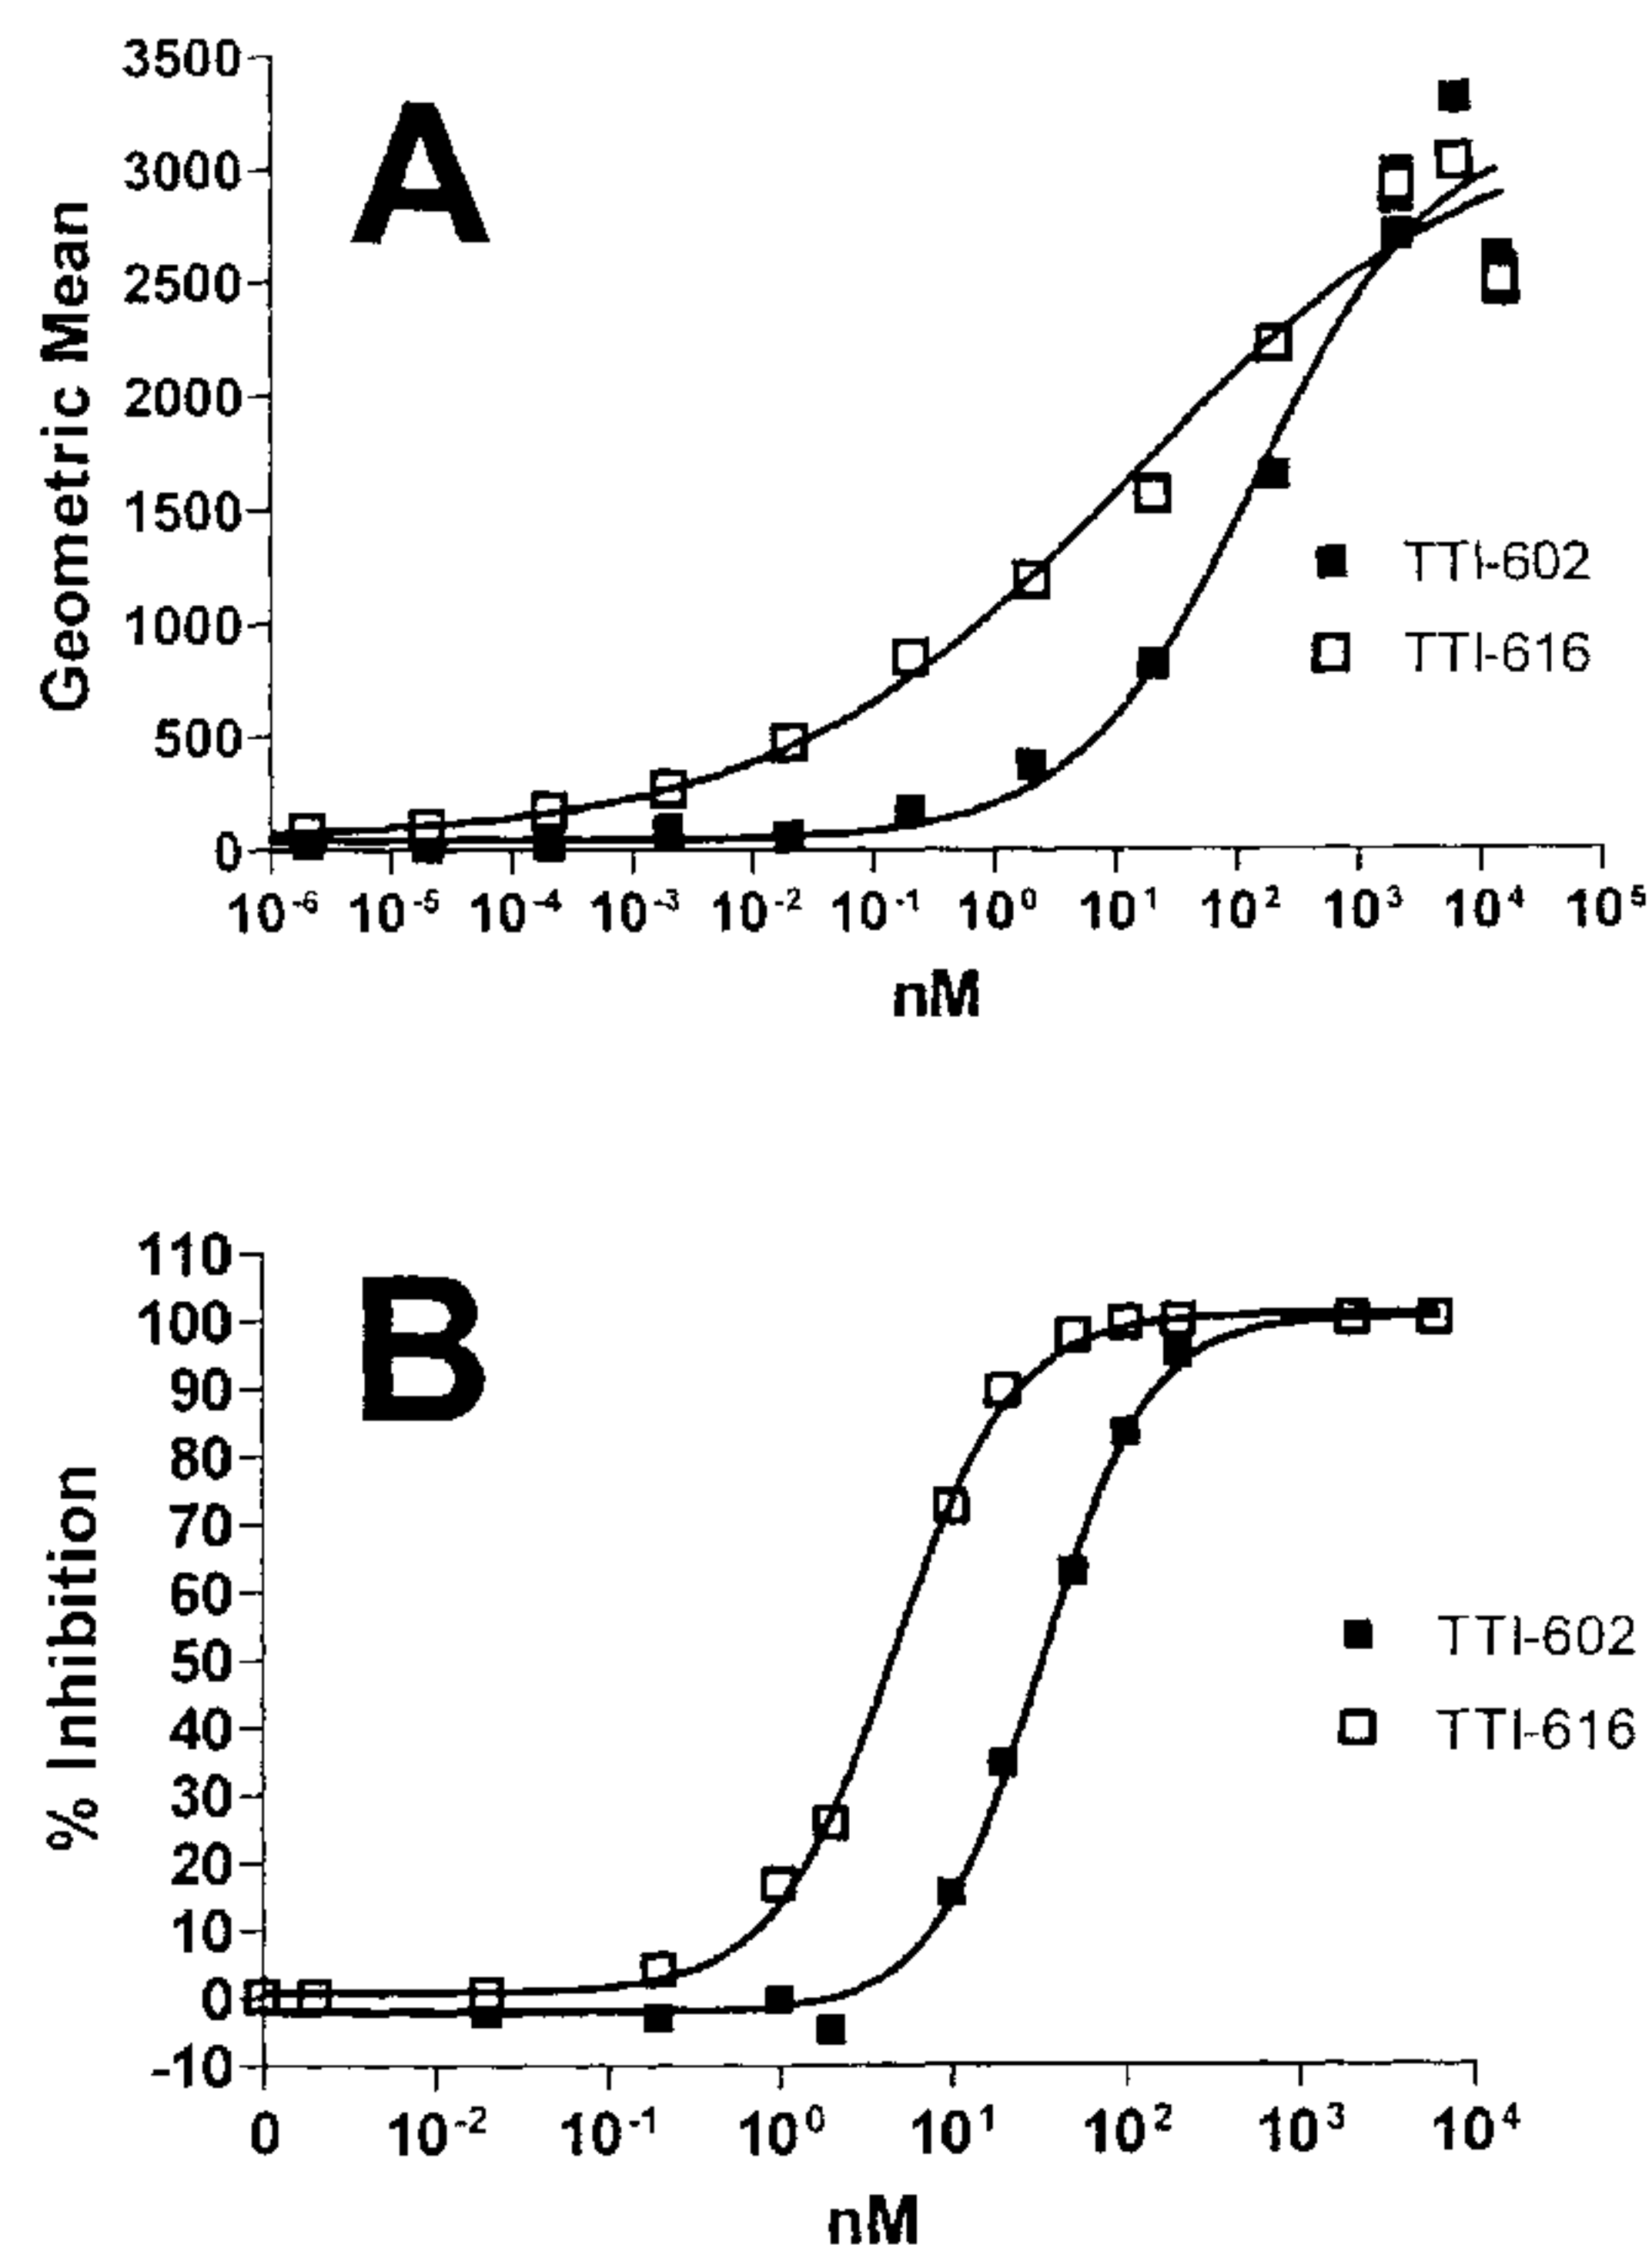 3500
A
3000
2500
2000
1500
1000
500
0
Geometric Mean
TTI-602
TTI-616
10⁻⁶ 10⁻⁵ 10⁻⁴ 10⁻³ 10⁻² 10⁻¹ 10⁰ 10¹ 10² 10³ 10⁴ 10⁵
nM
110
B
100
90
80
70
60
50
40
30
20
10
0
-10
% Inhibition
TTI-602
TTI-616
0 10⁻² 10⁻¹ 10⁰ 10¹ 10² 10³ 10⁴
nM